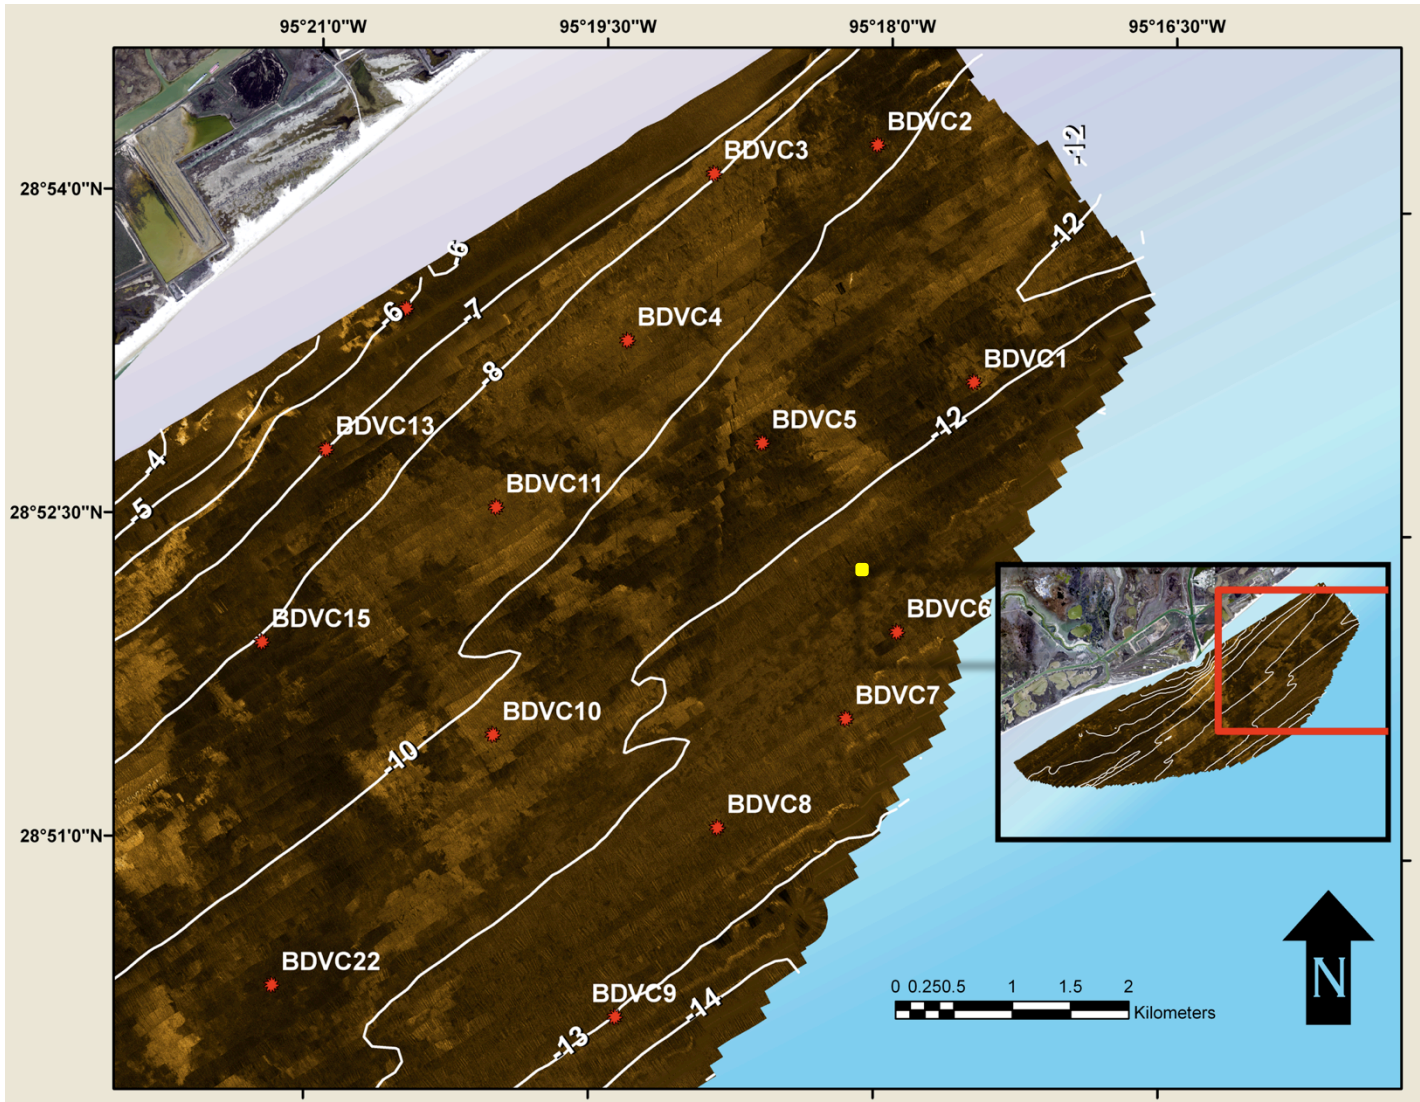 95°21'0"W 95°19'30"W 95°18'0"W 95°16'30"W
28°54'0"N
28°52'30"N
28°51'0"N
BDVC2
-12
BDVC3
-12
-6
-6
-7
BDVC4
-8
BDVC1
BDVC13
BDVC5
-12
-4
BDVC11
-5
BDVC6
BDVC15
BDVC7
BDVC10
-10
BDVC8
BDVC22
BDVC9
-14
-13
0 0.25 0.5 1 1.5 2
Kilometers
N